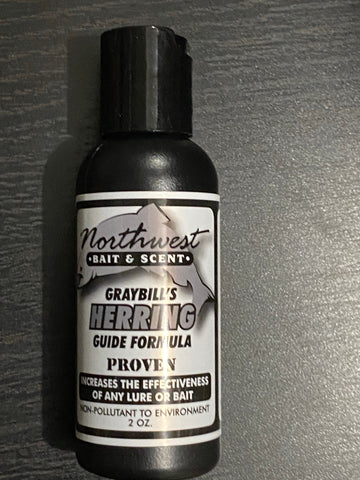 Northwest
•BAIT & SCENT•
GRAYBILL'S
HERRING
GUIDE FORMULA
PROVEN
INCREASES THE EFFECTIVENESS
OF ANY LURE OR BAIT
NON-POLLUTANT TO ENVIRONMENT
2 OZ.